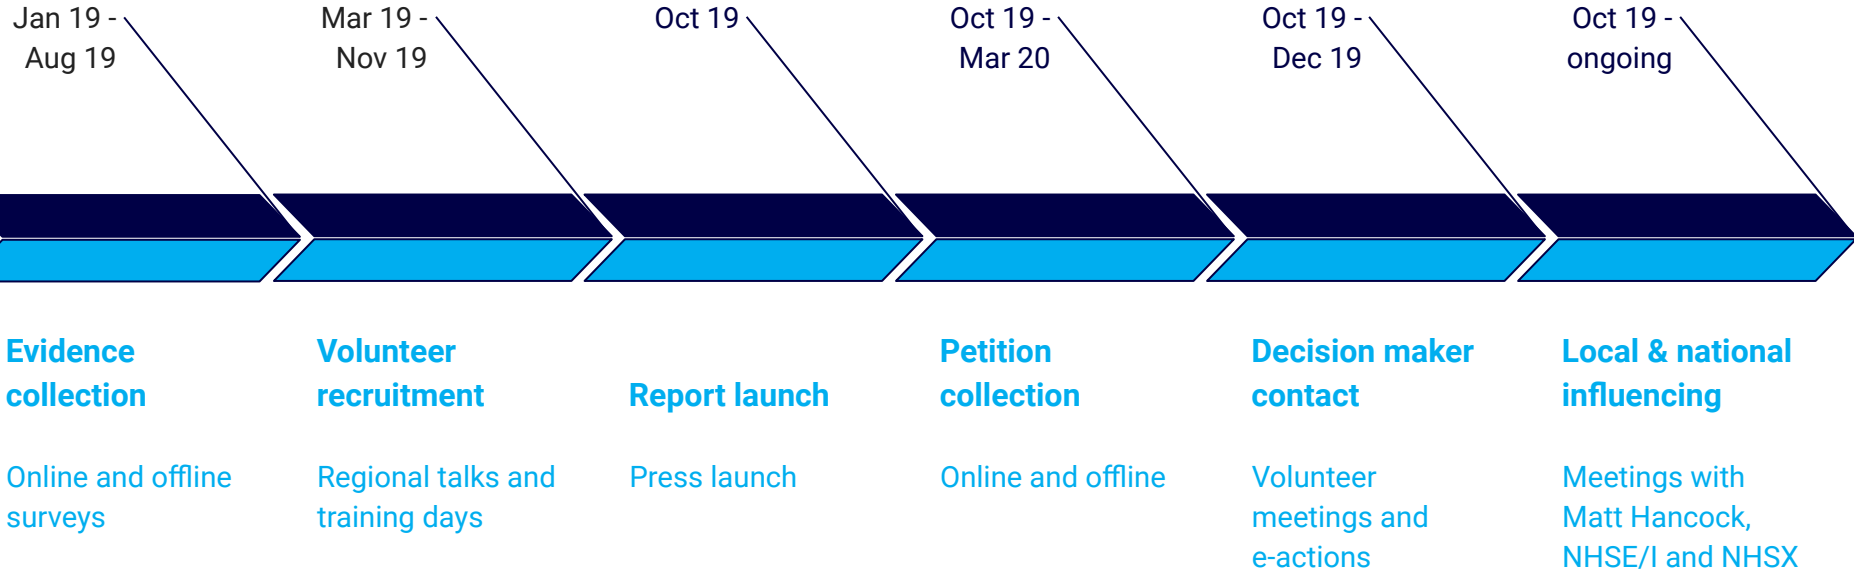 Jan 19 -
Aug 19
Mar 19 -
Nov 19
Oct 19
Oct 19 -
Mar 20
Oct 19 -
Dec 19
Oct 19 -
ongoing
Evidence
collection
Online and offline
surveys
Volunteer
recruitment
Regional talks and
training days
Report launch
Press launch
Petition
collection
Online and offline
Decision maker
contact
Volunteer
meetings and
e-actions
Local & national
influencing
Meetings with
Matt Hancock,
NHSE/I and NHSX